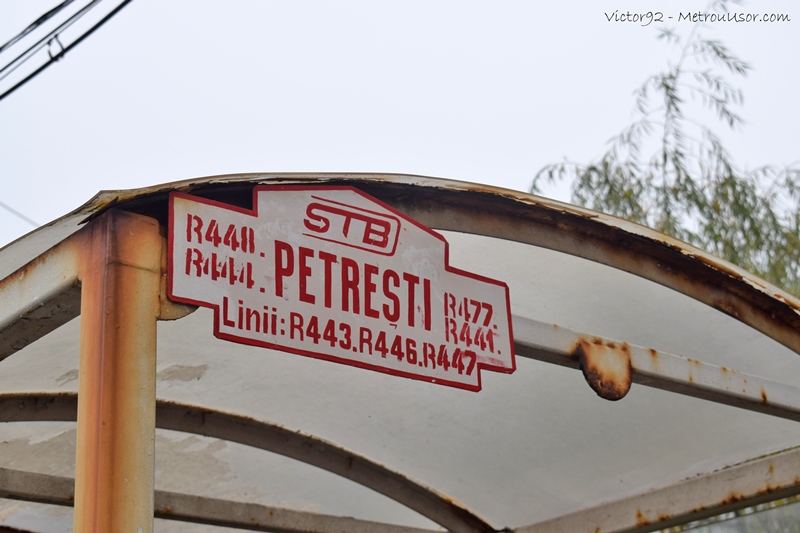 Victor92 - MetrouUsor.com
STB
R448.
R444.
PETREȘTI
R477.
R441.
Linii: R443.R446.R447